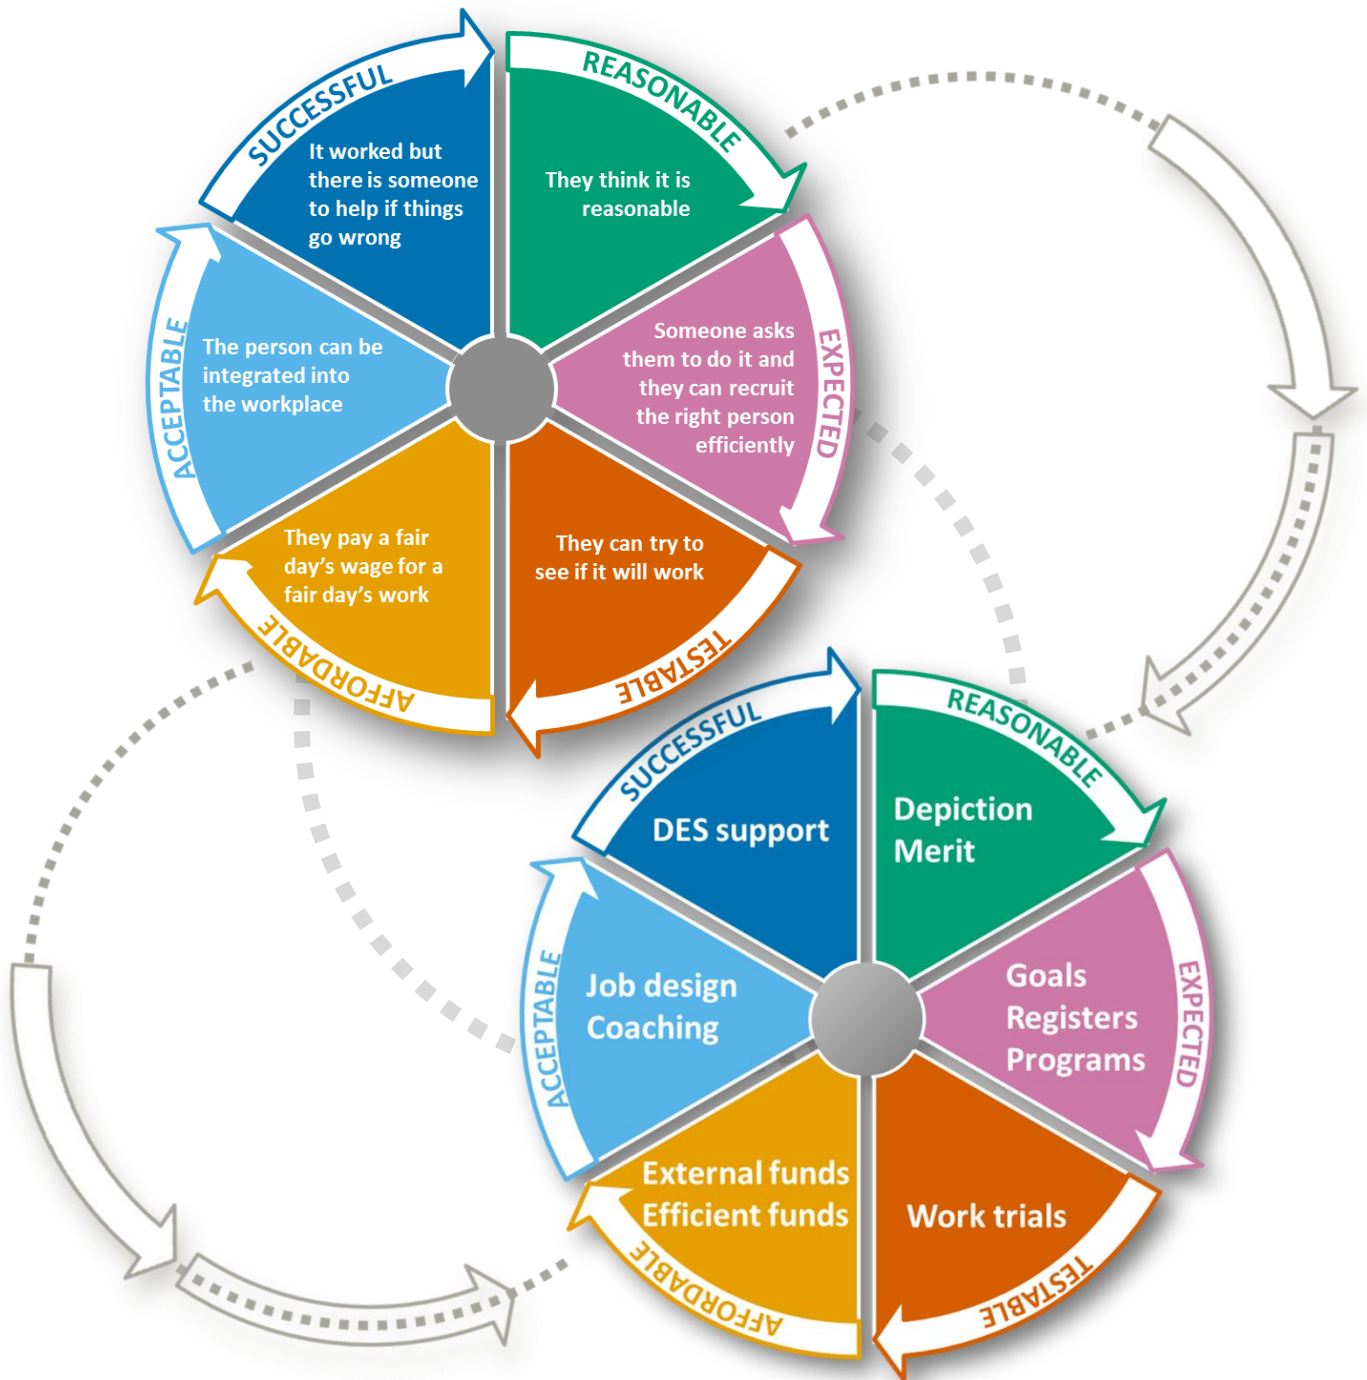 SUCCESSFUL
It worked but
there is someone
to help if things
go wrong
REASONABLE
They think it is
reasonable
EXPECTED
Someone asks
them to do it and
they can recruit
the right person
efficiently
TESTABLE
They can try to
see if it will work
AFFORDABLE
They pay a fair
day’s wage for a
fair day’s work
ACCEPTABLE
The person can be
integrated into
the workplace
SUCCESSFUL
DES support
REASONABLE
Depiction
Merit
EXPECTED
Goals
Registers
Programs
TESTABLE
Work trials
AFFORDABLE
External funds
Efficient funds
ACCEPTABLE
Job design
Coaching